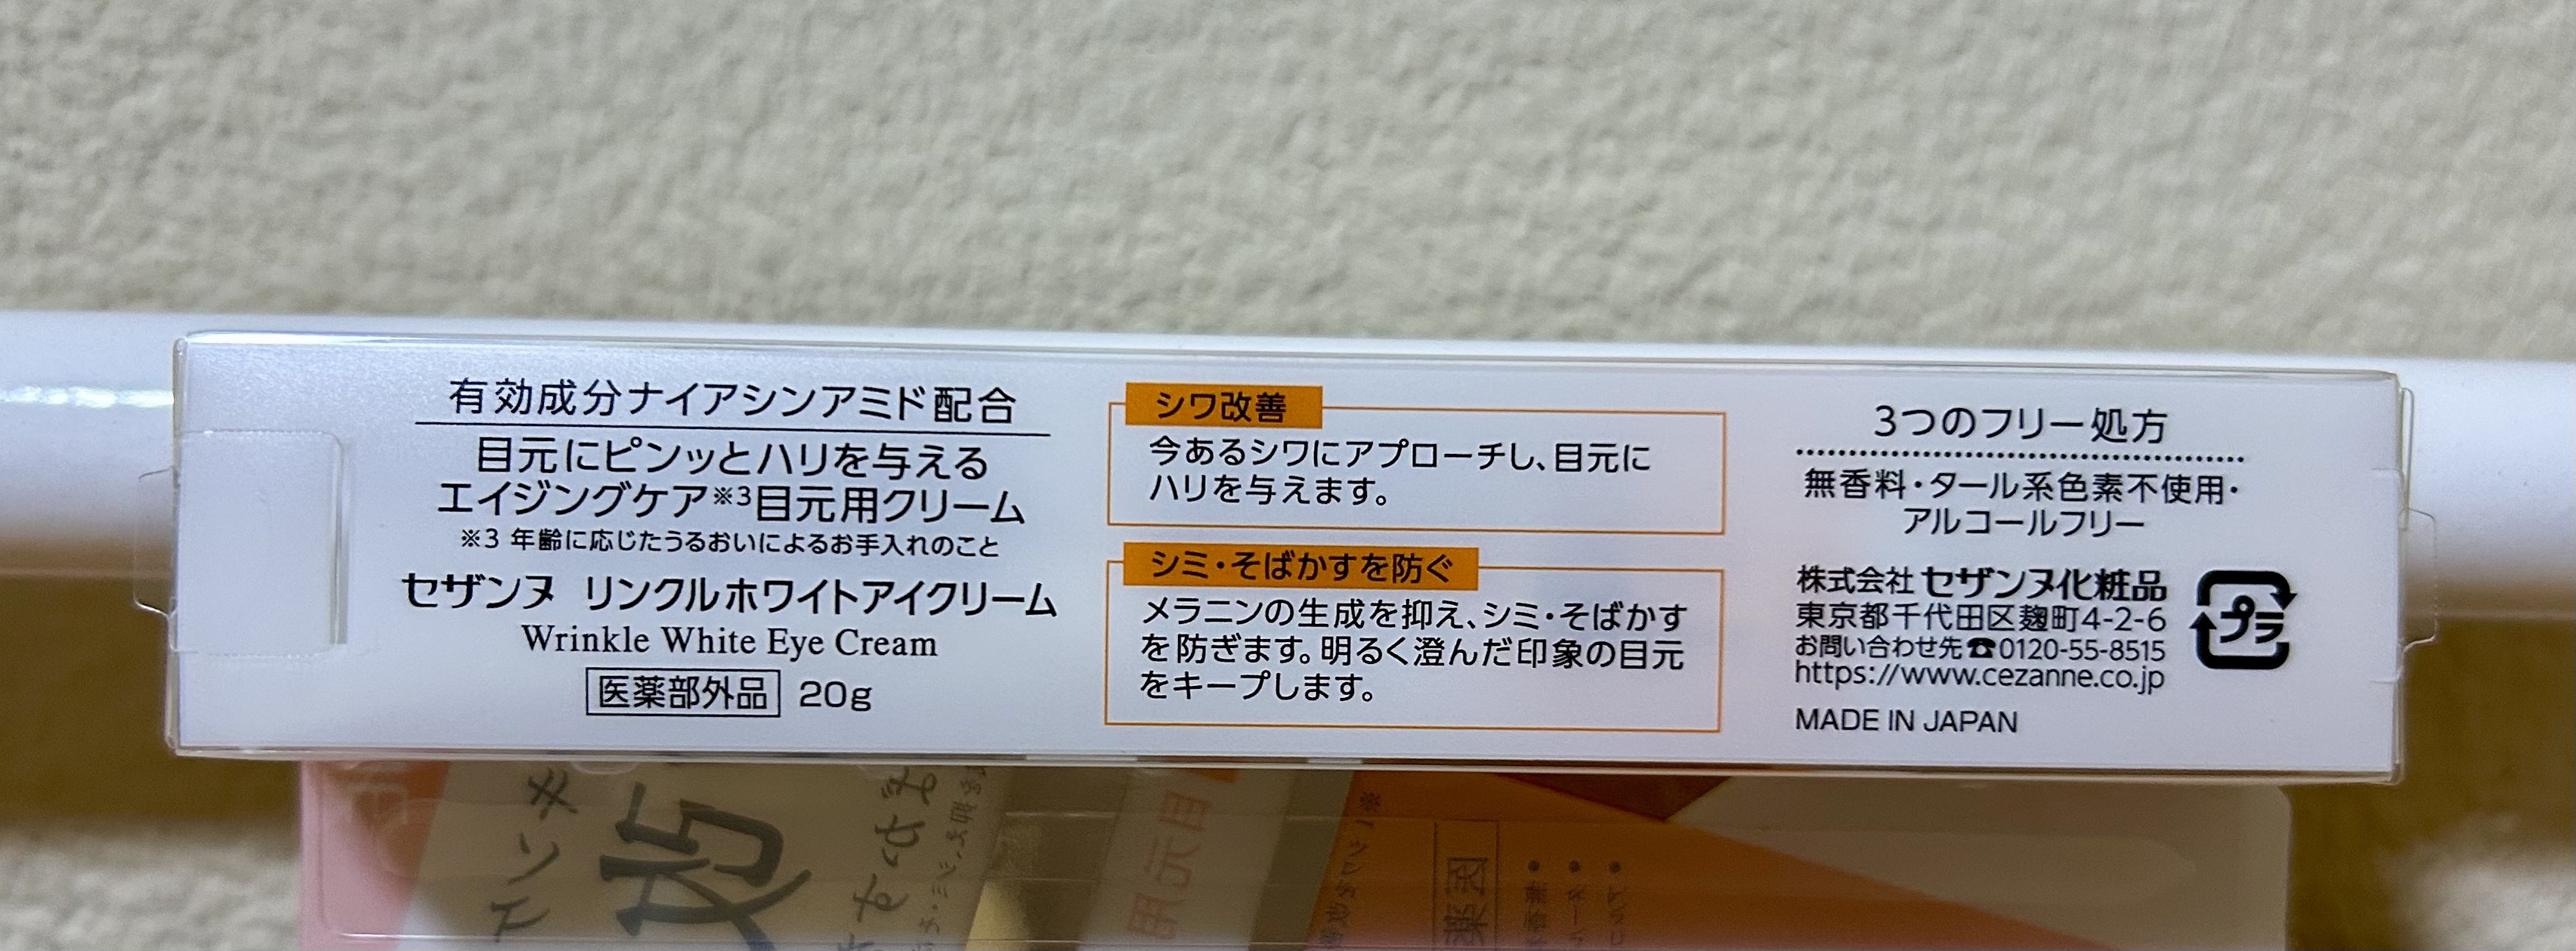 有効成分ナイアシンアミド配合
目元にピンッとハリを与える
エイジングケア※3目元用クリーム
※3 年齢に応じたうるおいによるお手入れのこと
セザンヌ リンクルホワイトアイクリーム
Wrinkle White Eye Cream
医薬部外品 20g
シワ改善
今あるシワにアプローチし、目元に
ハリを与えます。
シミ・そばかすを防ぐ
メラニンの生成を抑え、シミ・そばかす
を防ぎます。明るく澄んだ印象の目元
をキープします。
3つのフリー処方
無香料・タール系色素不使用・
アルコールフリー
株式会社 セザンヌ化粧品
東京都千代田区麹町4-2-6
お問い合わせ先☎0120-55-8515
https://www.cezanne.co.jp
プラ
MADE IN JAPAN